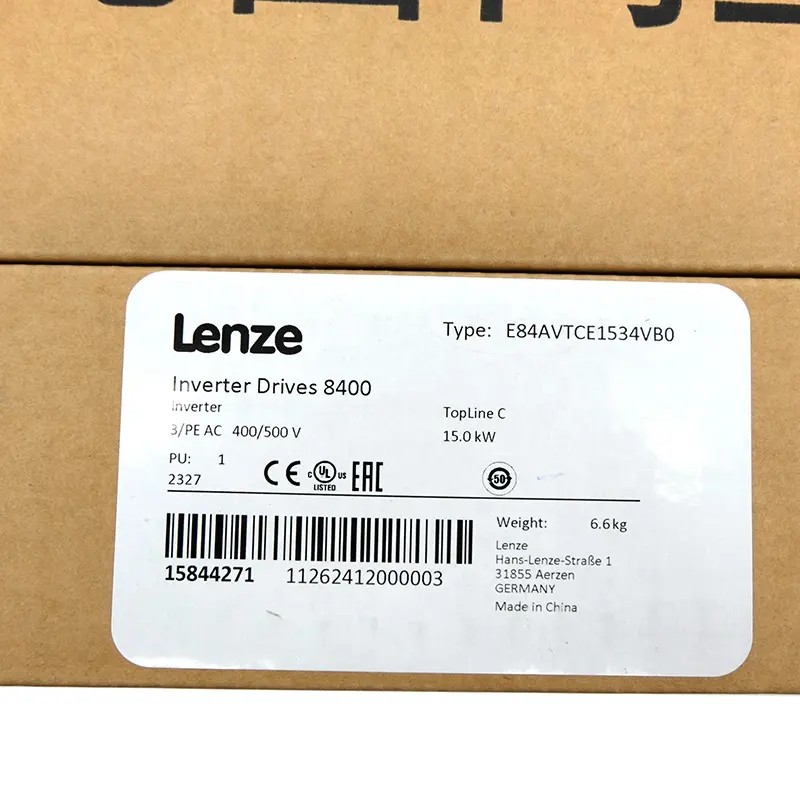 Lenze
Type: E84AVTCE1534VB0
Inverter Drives 8400
Inverter
TopLine C
3/PE AC 400/500 V
15.0 kW
PU: 1
2327
CE
c UL us
LISTED
EAC
50
15844271 11262412000003
Weight: 6.6 kg
Lenze
Hans-Lenze-Straße 1
31855 Aerzen
GERMANY
Made in China